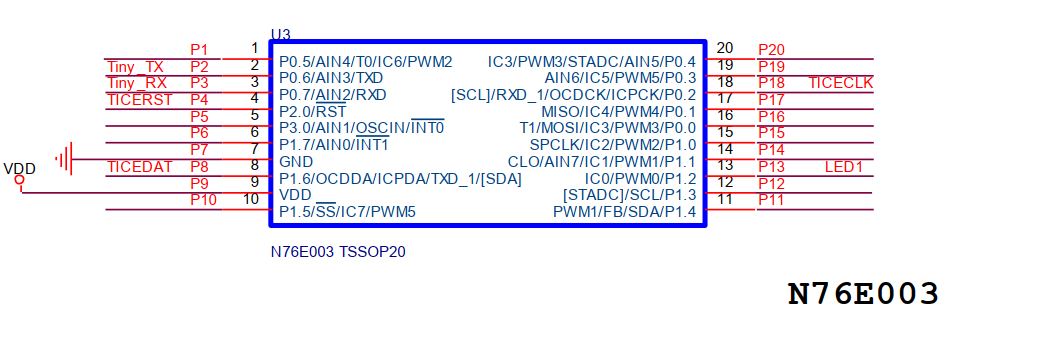 U3
P1 1 P0.5/AIN4/T0/IC6/PWM2 IC3/PWM3/STADC/AIN5/P0.4 20 P20
Tiny_TX P2 2 P0.6/AIN3/TXD AIN6/IC5/PWM5/P0.3 19 P19
Tiny_RX P3 3 P0.7/AIN2/RXD [SCL]/RXD_1/OCDCK/ICPCK/P0.2 18 P18 TICECLK
TICERST P4 4 P2.0/RST MISO/IC4/PWM4/P0.1 17 P17
P5 5 P3.0/AIN1/OSCIN/INT0 T1/MOSI/IC3/PWM3/P0.0 16 P16
P6 6 P1.7/AIN0/INT1 SPCLK/IC2/PWM2/P1.0 15 P15
P7 7 GND CLO/AIN7/IC1/PWM1/P1.1 14 P14
VDD TICEDAT P8 8 P1.6/OCDDA/ICPDA/TXD_1/[SDA] IC0/PWM0/P1.2 13 P13 LED1
P9 9 VDD [STADC]/SCL/P1.3 12 P12
P10 10 P1.5/SS/IC7/PWM5 PWM1/FB/SDA/P1.4 11 P11
N76E003 TSSOP20
N76E003